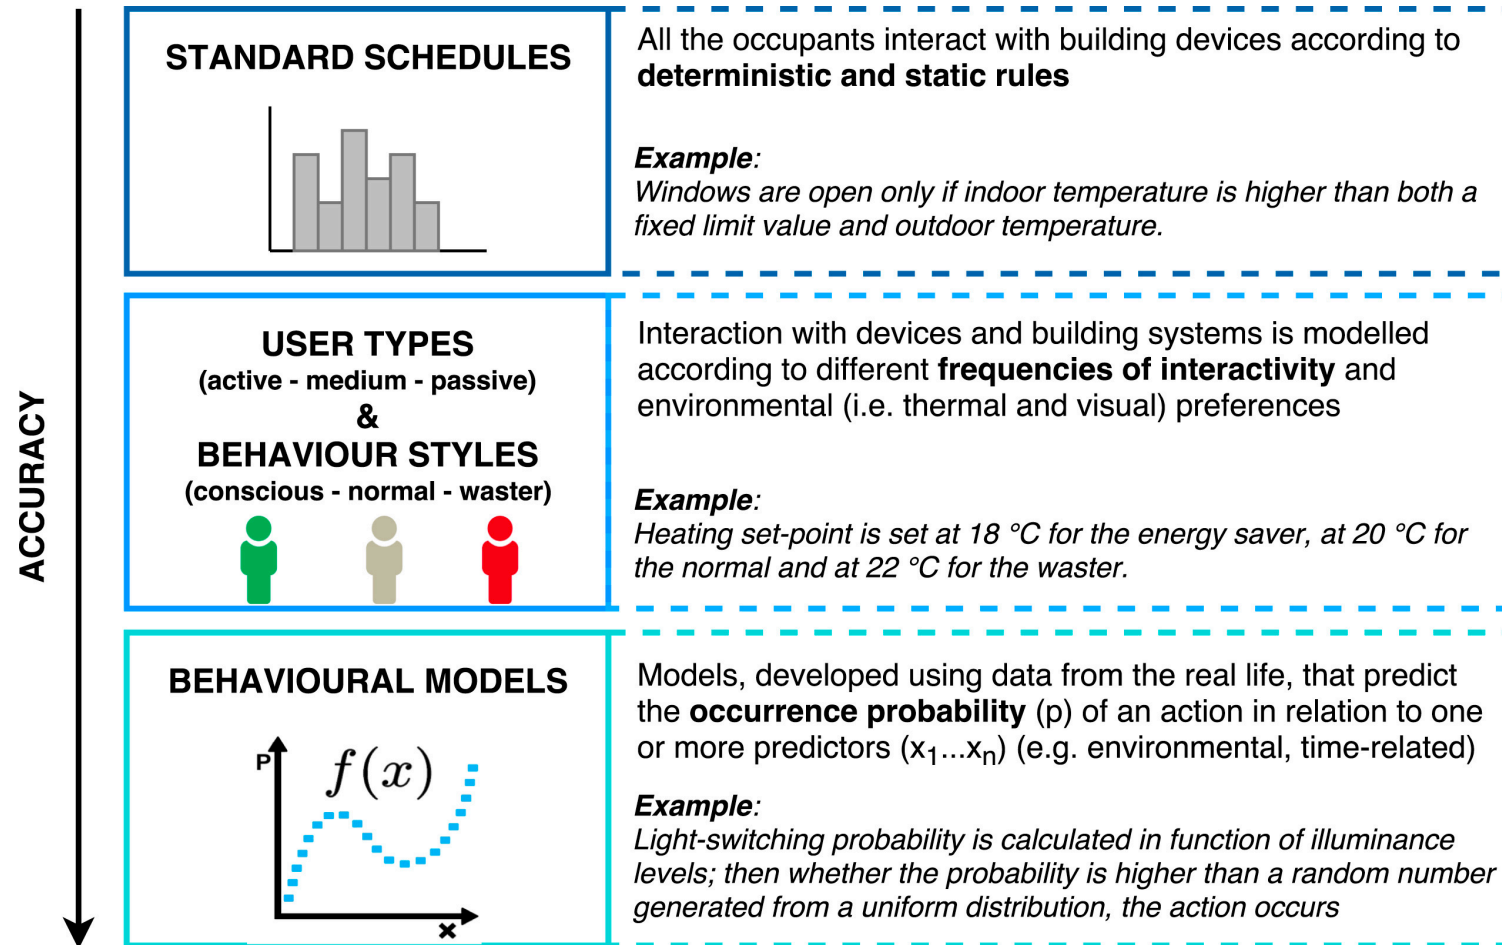 ACCURACY
STANDARD SCHEDULES
All the occupants interact with building devices according to
deterministic and static rules
Example:
Windows are open only if indoor temperature is higher than both a
fixed limit value and outdoor temperature.
USER TYPES
(active - medium - passive)
&
BEHAVIOUR STYLES
(conscious - normal - waster)
Interaction with devices and building systems is modelled
according to different frequencies of interactivity and
environmental (i.e. thermal and visual) preferences
Example:
Heating set-point is set at 18 °C for the energy saver, at 20 °C for
the normal and at 22 °C for the waster.
BEHAVIOURAL MODELS
P
f(x)
x
Models, developed using data from the real life, that predict
the occurrence probability (p) of an action in relation to one
or more predictors (x1...xn) (e.g. environmental, time-related)
Example:
Light-switching probability is calculated in function of illuminance
levels; then whether the probability is higher than a random number
generated from a uniform distribution, the action occurs